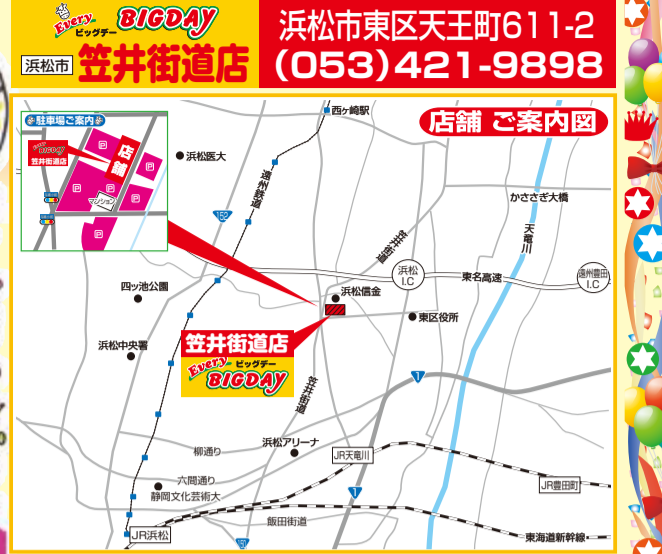 Every BIGDAY
ビッグデー
浜松市 笠井街道店
浜松市東区天王町611-2
(053)421-9898
店舗 ご案内図
駐車場ご案内
Every BIGDAY
笠井街道店
店舗
P
P
P
P
P
マンション
西ヶ崎駅
浜松医大
遠州鉄道
152
かささぎ大橋
天竜川
笠井街道
浜松
I.C
東名高速
遠州豊田
I.C
四ッ池公園
浜松信金
東区役所
浜松中央署
笠井街道店
Every ビッグデー
BIGDAY
笠井街道
1
柳通り
浜松アリーナ
JR天竜川
六間通り
静岡文化芸術大
1
JR豊田町
飯田街道
JR浜松
東海道新幹線